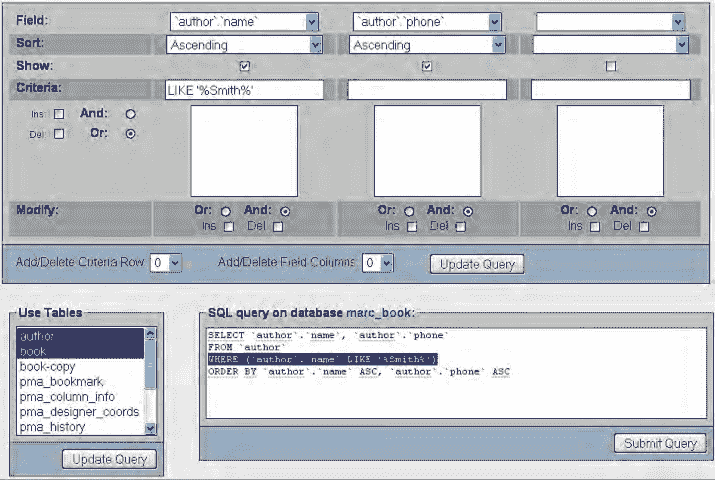 Field: `author`.`name` `author`.`phone`
Sort: Ascending Ascending
Show:
Criteria: LIKE '%Smith%'
Ins And:
Del Or:
Modify: Or: And: Or: And: Or: And:
Ins Del Ins Del Ins Del
Add/Delete Criteria Row 0 Add/Delete Field Columns 0 Update Query
Use Tables
author
book
book-copy
pma_bookmark
pma_column_info
pma_designer_coords
pma_history
Update Query
SQL query on database marc_book:
SELECT `author`.`name`, `author`.`phone`
FROM `author`
WHERE (`author`.`name` LIKE '%Smith%')
ORDER BY `author`.`name` ASC, `author`.`phone` ASC
Submit Query